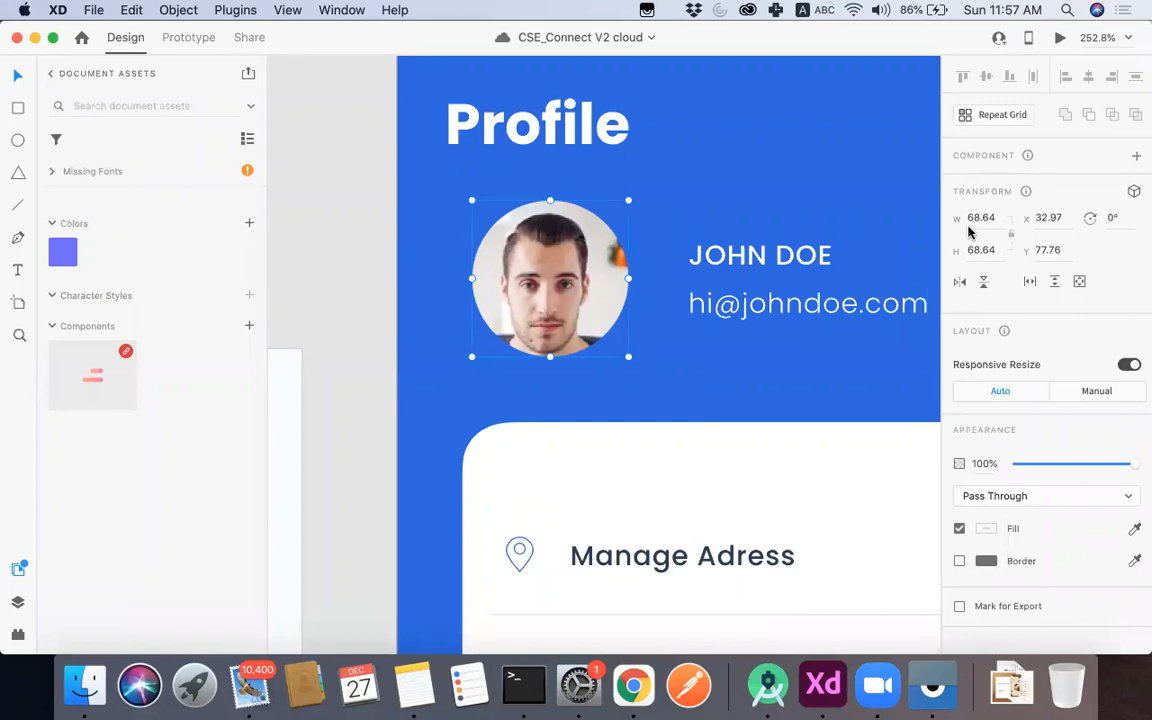 XD File Edit Object Plugins View Window Help A ABC 86% Sun 11:57 AM
Design Prototype Share CSE_Connect V2 cloud 252.8%
DOCUMENT ASSETS
Search document assets
Missing Fonts !
Colors
Character Styles
Components
Profile
JOHN DOE
hi@johndoe.com
Manage Adress
Repeat Grid
COMPONENT
TRANSFORM
W 68.64 X 32.97 0°
H 68.64 Y 77.76
LAYOUT
Responsive Resize
Auto Manual
APPEARANCE
100%
Pass Through
Fill
Border
Mark for Export
10,400
DEC
27
1
Xd